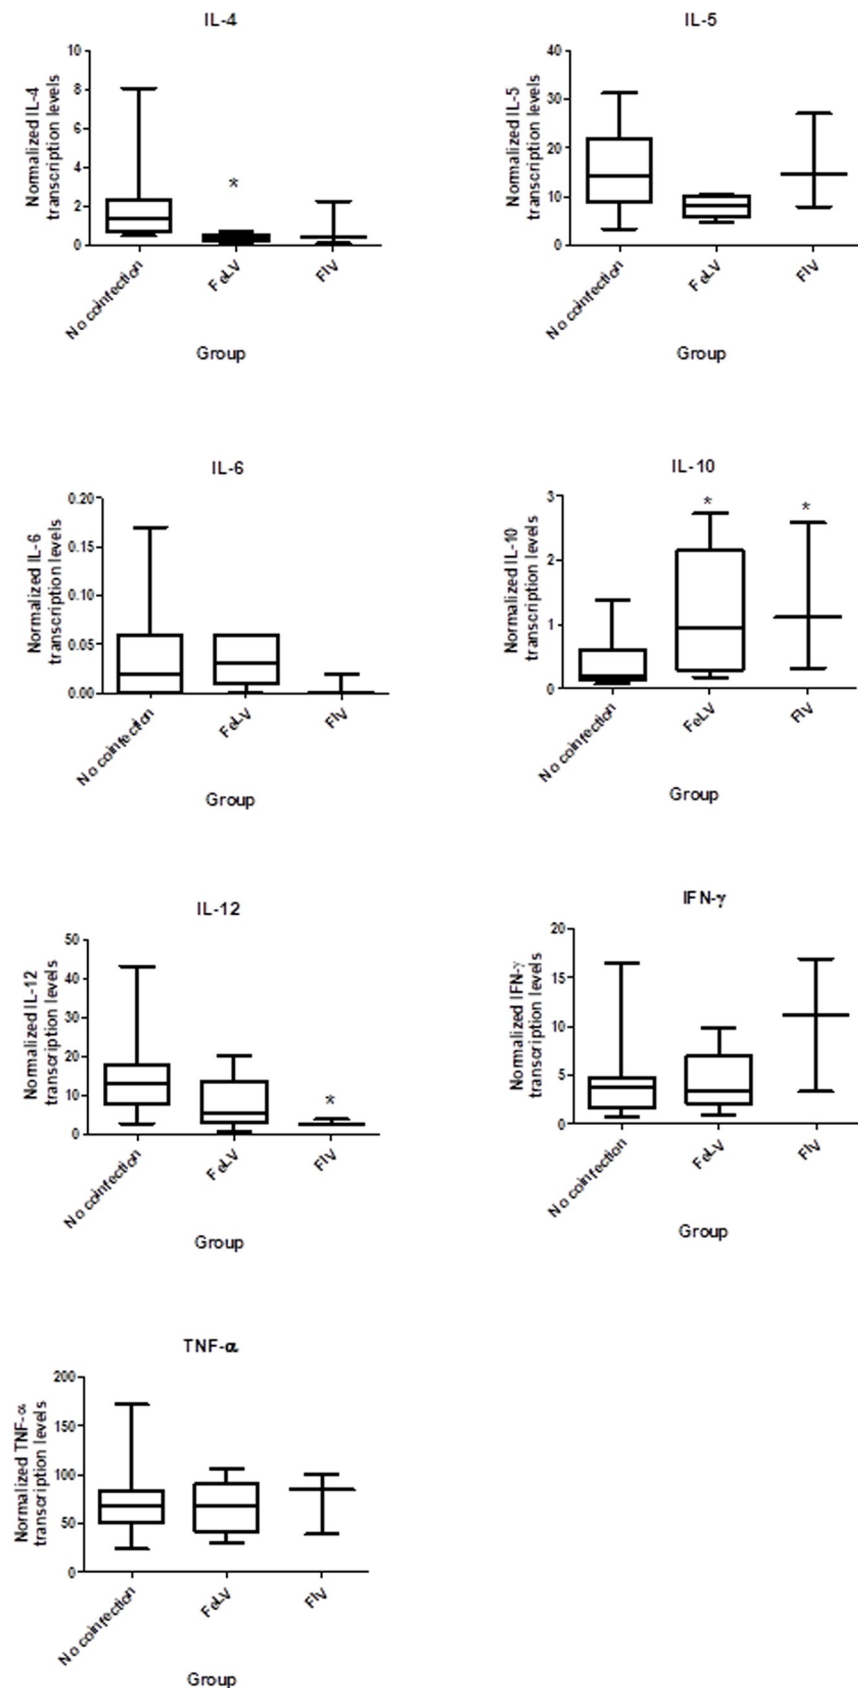 IL-4
Normalized IL-4
transcription levels
10
8
6
4
2
0
*
No coinfection
FeLV
FIV
Group
IL-5
Normalized IL-5
transcription levels
40
30
20
10
0
No coinfection
FeLV
FIV
Group
IL-6
Normalized IL-6
transcription levels
0.20
0.15
0.10
0.05
0.00
No coinfection
FeLV
FIV
Group
IL-10
Normalized IL-10
transcription levels
3
2
1
0
*
*
No coinfection
FeLV
FIV
Group
IL-12
Normalized IL-12
transcription levels
50
40
30
20
10
0
*
No coinfection
FeLV
FIV
Group
IFN-γ
Normalized IFN-γ
transcription levels
20
15
10
5
0
No coinfection
FeLV
FIV
Group
TNF-α
Normalized TNF-α
transcription levels
200
150
100
50
0
No coinfection
FeLV
FIV
Group